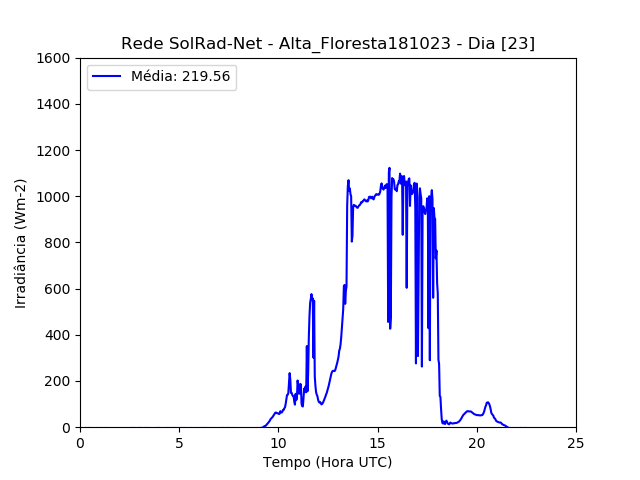 Rede SolRad-Net - Alta_Floresta181023 - Dia [23]
Média: 219.56
1600
1400
1200
1000
800
600
400
200
0
Irradiância (Wm-2)
0 5 10 15 20 25
Tempo (Hora UTC)